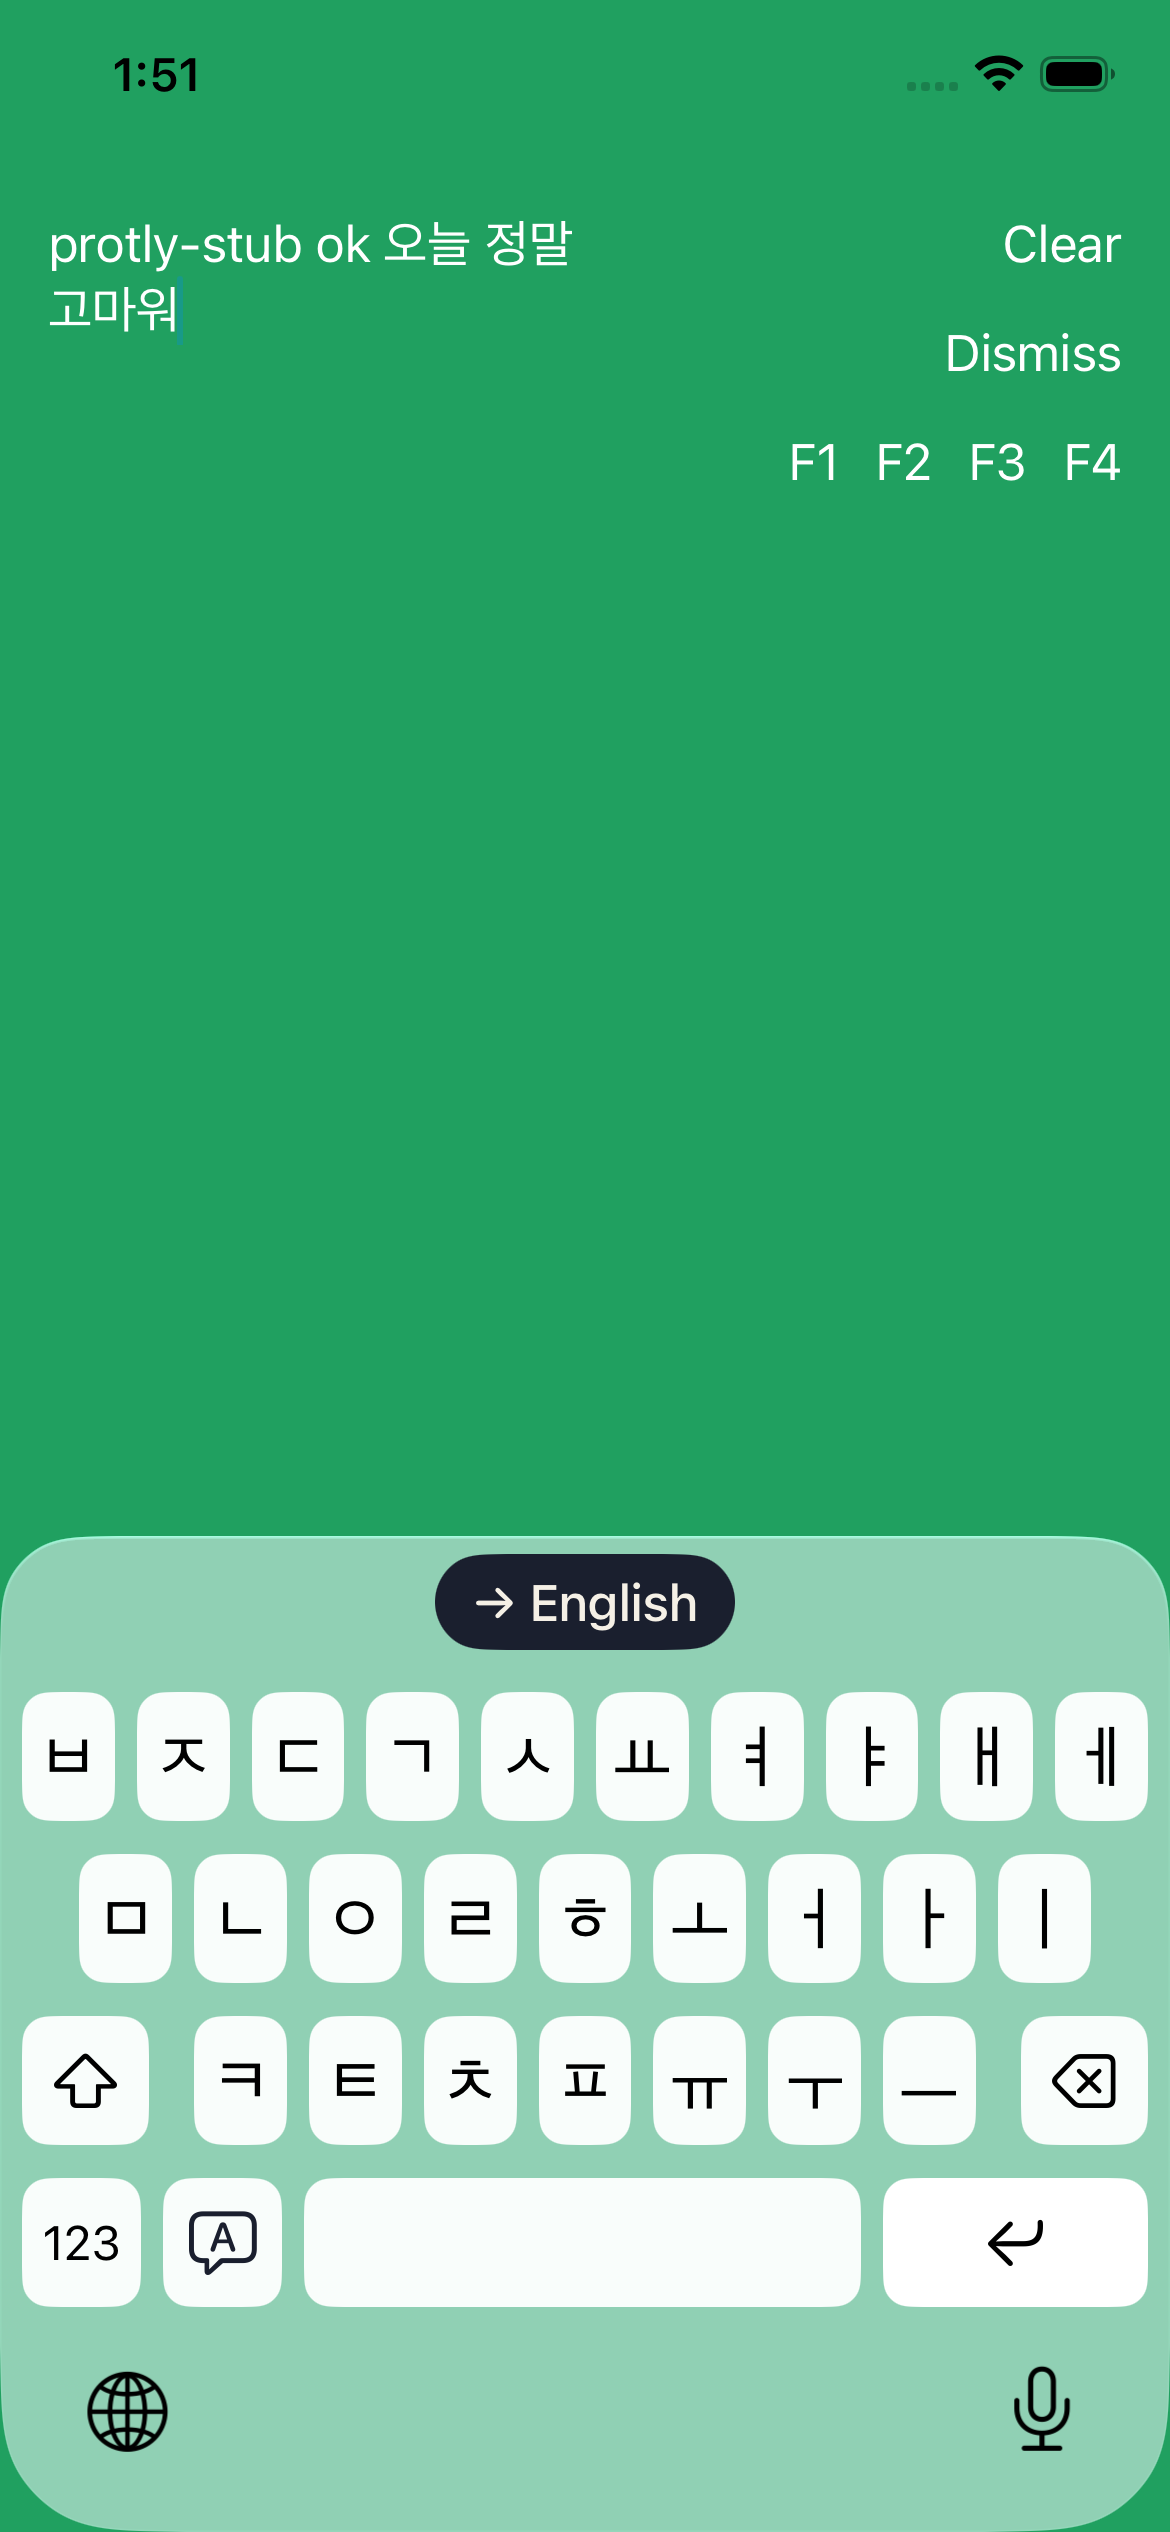 1:51
protly-stub ok 오늘 정말
고마워
Clear
Dismiss
F1 F2 F3 F4
→ English
ㅂ ㅈ ㄷ ㄱ ㅅ ㅛ ㅕ ㅑ ㅐ ㅔ
ㅁ ㄴ ㅇ ㄹ ㅎ ㅗ ㅓ ㅏ ㅣ
ㅋ ㅌ ㅊ ㅍ ㅠ ㅜ ㅡ
123 A